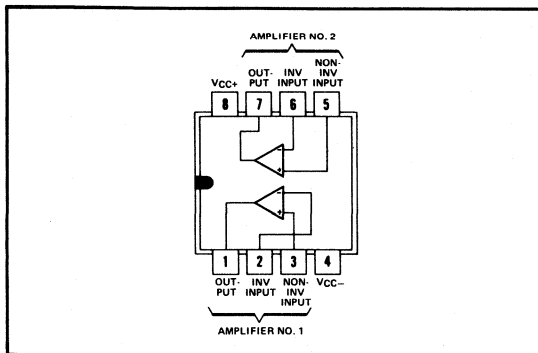 AMPLIFIER NO. 2
VCC+
OUT-
PUT
INV
INPUT
NON-
INV
INPUT
8
7
6
5
-
+
-
+
1
2
3
4
OUT-
PUT
INV
INPUT
NON-
INV
INPUT
VCC-
AMPLIFIER NO. 1